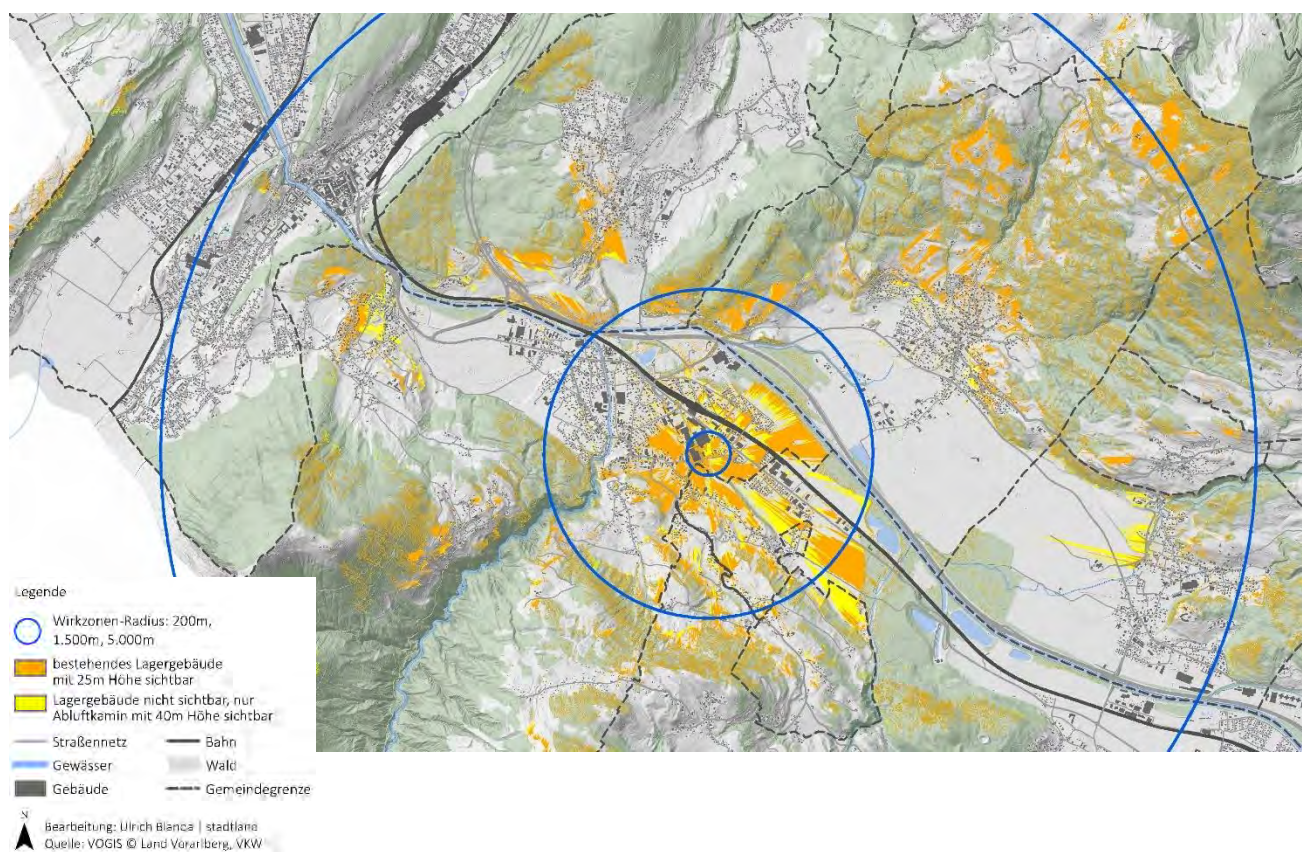 Legende
Wirkzonen-Radius: 200m,
1.500m, 5.000m
bestehendes Lagergebäude
mit 25m Höhe sichtbar
Lagergebäude nicht sichtbar, nur
Abluftkamin mit 40m Höhe sichtbar
Straßennetz
Bahn
Gewässer
Wald
Gebäude
Gemeindegrenze
N
Bearbeitung: Ulrich Blanda | stadtland
Quelle: VOGIS © Land Vorarlberg, VKW